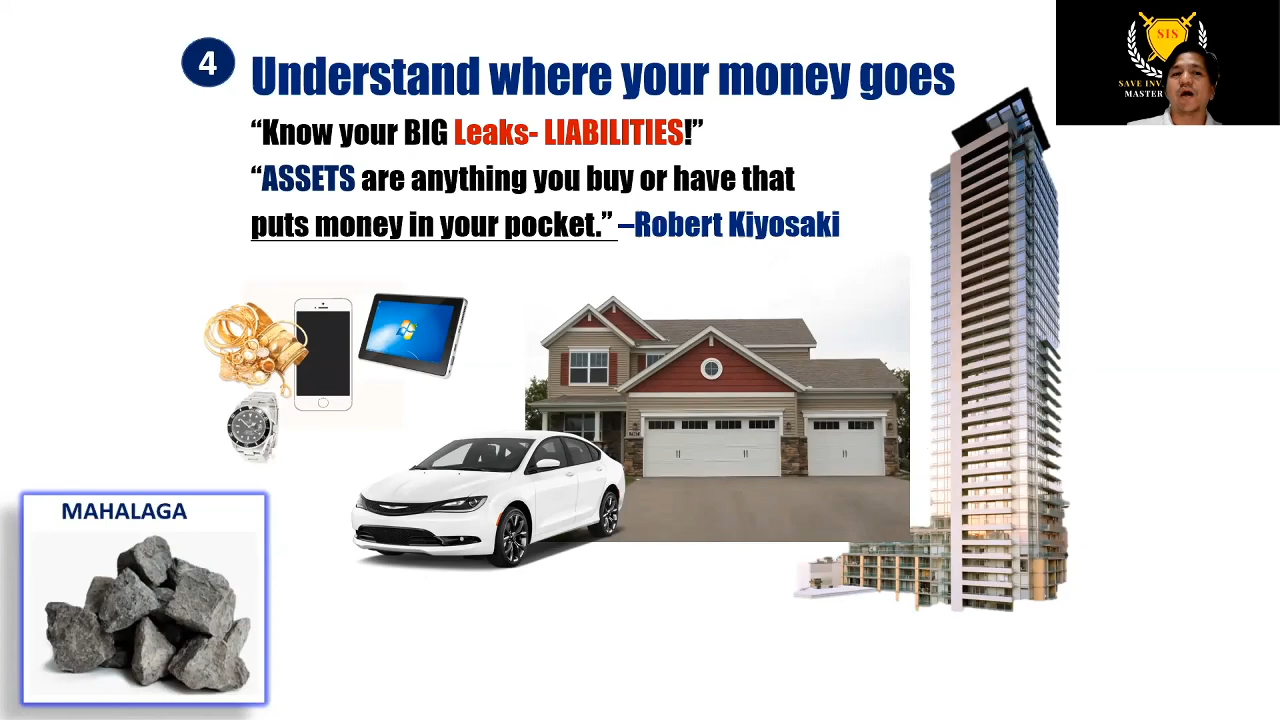 4
Understand where your money goes
“Know your BIG Leaks- LIABILITIES!”
“ASSETS are anything you buy or have that
puts money in your pocket.” –Robert Kiyosaki
MAHALAGA
SIS
SAVE INV
MASTER